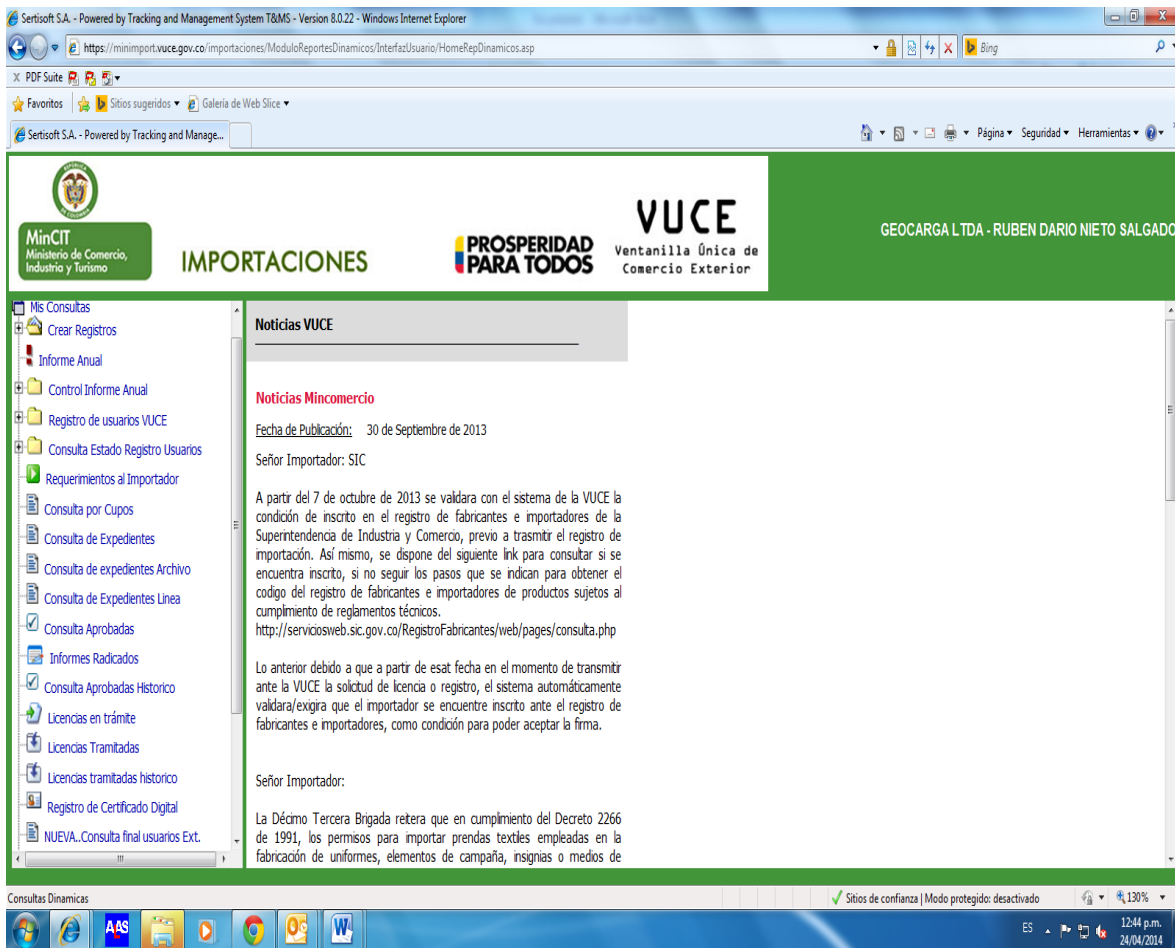 Sertisoft S.A. - Powered by Tracking and Management System T&MS - Version 8.0.22 - Windows Internet Explorer
https://minimport.vuce.gov.co/importaciones/ModuloReportesDinamicos/InterfazUsuario/HomeRepDinamicos.asp
Bing
X PDF Suite
Favoritos
Sitios sugeridos
Galería de Web Slice
Sertisoft S.A. - Powered by Tracking and Manage...
Página
Seguridad
Herramientas
REPUBLICA
DE COLOMBIA
MinCIT
Ministerio de Comercio,
Industria y Turismo
IMPORTACIONES
PROSPERIDAD
PARA TODOS
VUCE
Ventanilla Única de
Comercio Exterior
GEOCARGA LTDA - RUBEN DARIO NIETO SALGADO
Mis Consultas
Crear Registros
Informe Anual
Control Informe Anual
Registro de usuarios VUCE
Consulta Estado Registro Usuarios
Requerimientos al Importador
Consulta por Cupos
Consulta de Expedientes
Consulta de expedientes Archivo
Consulta de Expedientes Linea
Consulta Aprobadas
Informes Radicados
Consulta Aprobadas Historico
Licencias en trámite
Licencias Tramitadas
Licencias tramitadas historico
Registro de Certificado Digital
NUEVA..Consulta final usuarios Ext.
Noticias VUCE
Noticias Mincomercio
Fecha de Publicación: 30 de Septiembre de 2013
Señor Importador: SIC
A partir del 7 de octubre de 2013 se validara con el sistema de la VUCE la
condición de inscrito en el registro de fabricantes e importadores de la
Superintendencia de Industria y Comercio, previo a trasmitir el registro de
importación. Así mismo, se dispone del siguiente link para consultar si se
encuentra inscrito, si no seguir los pasos que se indican para obtener el
codigo del registro de fabricantes e importadores de productos sujetos al
cumplimiento de reglamentos técnicos.
http://serviciosweb.sic.gov.co/RegistroFabricantes/web/pages/consulta.php
Lo anterior debido a que a partir de esat fecha en el momento de transmitir
ante la VUCE la solicitud de licencia o registro, el sistema automáticamente
validara/exigira que el importador se encuentre inscrito ante el registro de
fabricantes e importadores, como condición para poder aceptar la firma.
Señor Importador:
La Décimo Tercera Brigada reitera que en cumplimiento del Decreto 2266
de 1991, los permisos para importar prendas textiles empleadas en la
fabricación de uniformes, elementos de campaña, insignias o medios de
Consultas Dinamicas
Sitios de confianza | Modo protegido: desactivado
130%
AAS
ES
12:44 p.m.
24/04/2014